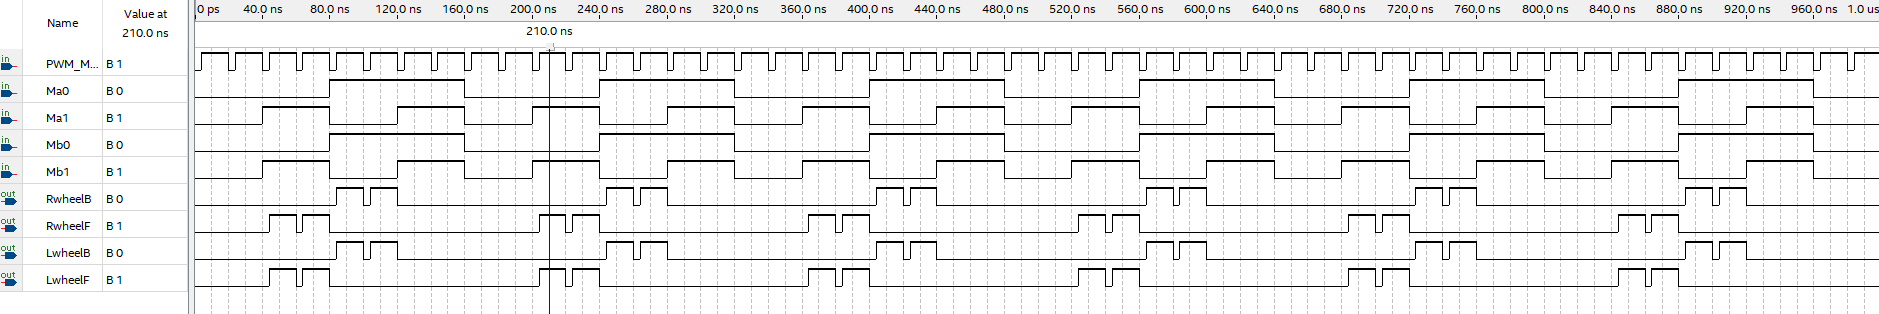 Name
Value at
210.0 ns
0 ps 40.0 ns 80.0 ns 120.0 ns 160.0 ns 200.0 ns 240.0 ns 280.0 ns 320.0 ns 360.0 ns 400.0 ns 440.0 ns 480.0 ns 520.0 ns 560.0 ns 600.0 ns 640.0 ns 680.0 ns 720.0 ns 760.0 ns 800.0 ns 840.0 ns 880.0 ns 920.0 ns 960.0 ns 1.0 us
210.0 ns
in PWM_M... B 1
in Ma0 B 0
in Ma1 B 1
in Mb0 B 0
in Mb1 B 1
out RwheelB B 0
out RwheelF B 1
out LwheelB B 0
out LwheelF B 1